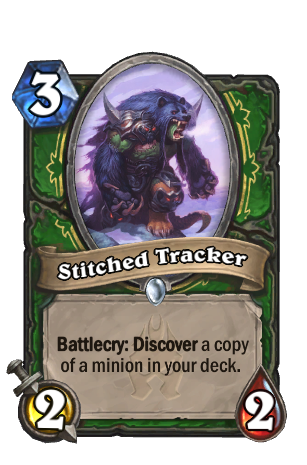 3
Stitched Tracker
Battlecry: Discover a copy
of a minion in your deck.
2
2